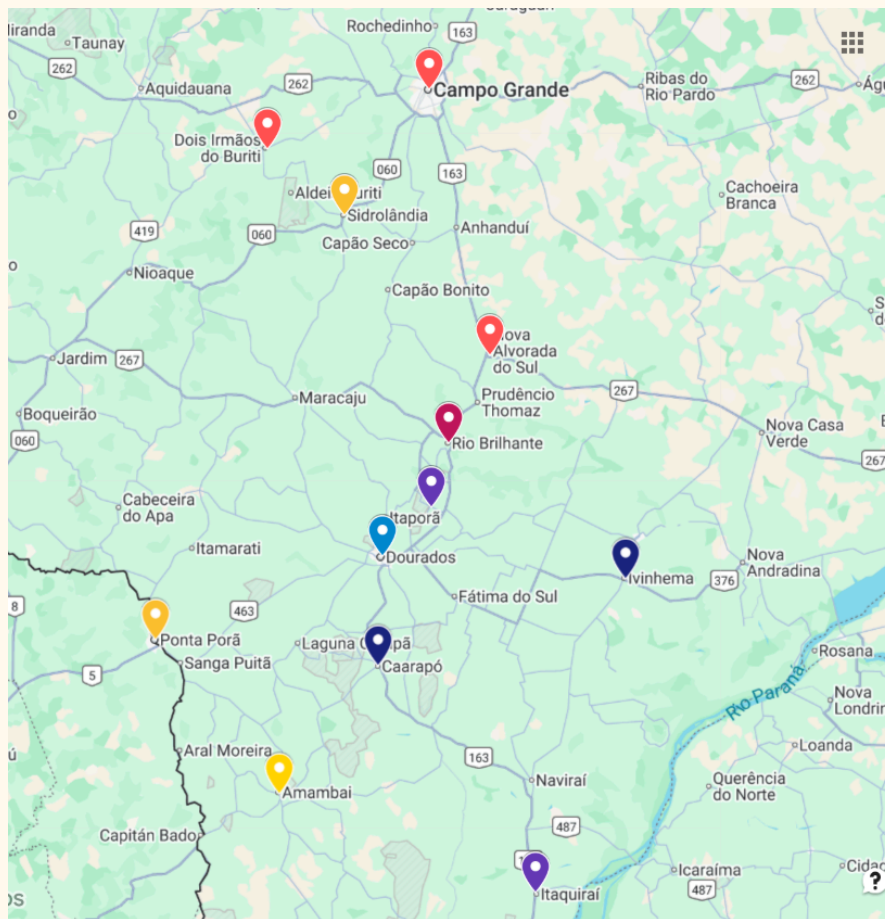 Rochedinho
163
Miranda
Taunay
262
Aquidauana
262
Campo Grande
Ribas do
Rio Pardo
262
Dois Irmãos
do Buriti
060
163
Sidrolândia
Cachoeira
Branca
419
060
Capão Seco
Anhanduí
Nioaque
Capão Bonito
Jardim
267
Alvorada
do Sul
267
Maracaju
Prudêncio
Thomaz
Boqueirão
060
Rio Brilhante
Nova Casa
Verde
267
Cabeceira
do Apa
Itaporã
Itamarati
Dourados
Ivinhema
376
Nova
Andradina
8
463
Fátima do Sul
Ponta Porã
Laguna
Caarapó
5
Sanga Puitã
Rosana
Rio Paraná
Nova
Aral Moreira
163
Loanda
Amambai
Naviraí
Querência
do Norte
Capitán Bado
487
Itaquiraí
Icaraíma
487
?